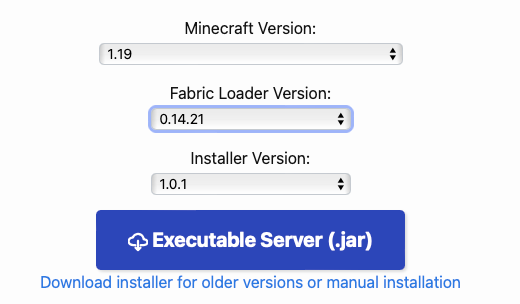 Minecraft Version:
1.19
Fabric Loader Version:
0.14.21
Installer Version:
1.0.1
Executable Server (.jar)
Download installer for older versions or manual installation